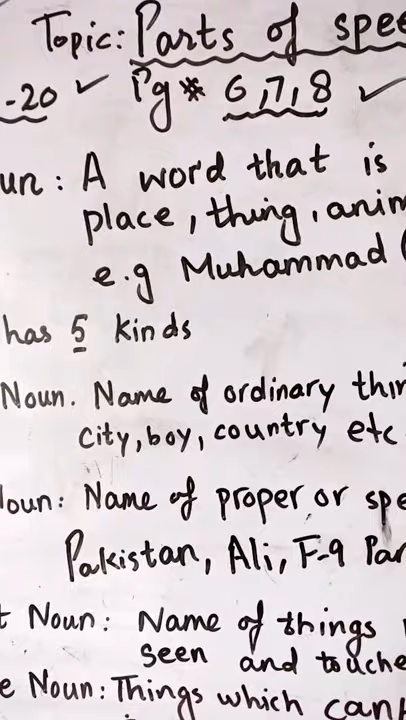 Topic: Parts of spee
-20 ✓ Pg # 6,7,8 ✓
un: A word that is
place, thing, anim
e.g Muhammad (
has 5 kinds
Noun. Name of ordinary thin
city, boy, country etc
oun: Name of proper or spe
Pakistan, Ali, F-9 Par
t Noun: Name of things
seen and touche
e Noun: Things which can